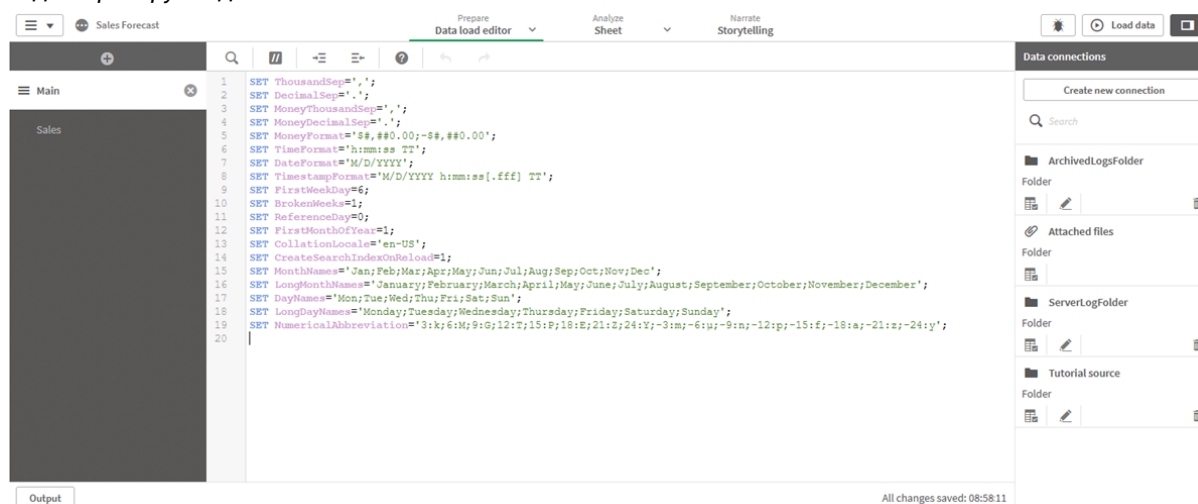 Sales Forecast
Prepare
Data load editor
Analyze
Sheet
Narrate
Storytelling
Load data
Main
Sales
1 SET ThousandSep=',';
2 SET DecimalSep='.';
3 SET MoneyThousandSep=',';
4 SET MoneyDecimalSep='.';
5 SET MoneyFormat='$#,##0.00;-$#,##0.00';
6 SET TimeFormat='h:mm:ss TT';
7 SET DateFormat='M/D/YYYY';
8 SET TimestampFormat='M/D/YYYY h:mm:ss[.fff] TT';
9 SET FirstWeekDay=6;
10 SET BrokenWeeks=1;
11 SET ReferenceDay=0;
12 SET FirstMonthOfYear=1;
13 SET CollationLocale='en-US';
14 SET CreateSearchIndexOnReload=1;
15 SET MonthNames='Jan;Feb;Mar;Apr;May;Jun;Jul;Aug;Sep;Oct;Nov;Dec';
16 SET LongMonthNames='January;February;March;April;May;June;July;August;September;October;November;December';
17 SET DayNames='Mon;Tue;Wed;Thu;Fri;Sat;Sun';
18 SET LongDayNames='Monday;Tuesday;Wednesday;Thursday;Friday;Saturday;Sunday';
19 SET NumericalAbbreviation='3:k;6:M;9:G;12:T;15:P;18:E;21:Z;24:Y;-3:m;-6:μ;-9:n;-12:p;-15:f;-18:a;-21:z;-24:y';
20
Data connections
Create new connection
Search
ArchivedLogsFolder
Folder
Attached files
Folder
ServerLogFolder
Folder
Tutorial source
Folder
Output
All changes saved: 08:58:11